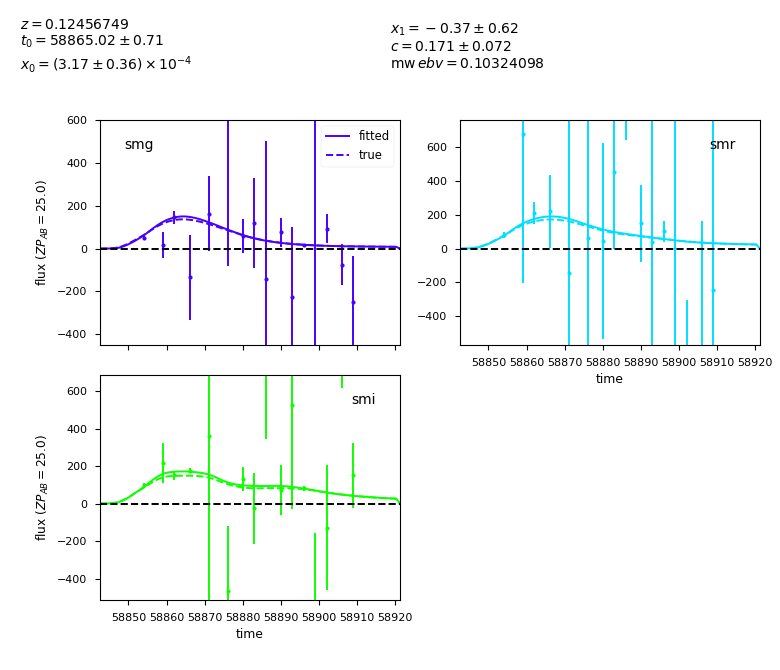 z = 0.12456749
t₀ = 58865.02 ± 0.71
x₀ = (3.17 ± 0.36) × 10⁻⁴
x₁ = −0.37 ± 0.62
c = 0.171 ± 0.072
mw ebv = 0.10324098
smg
fitted
true
600
400
200
0
−200
−400
flux (ZP_AB = 25.0)
smr
600
400
200
0
−200
−400
58850 58860 58870 58880 58890 58900 58910 58920
time
smi
600
400
200
0
−200
−400
flux (ZP_AB = 25.0)
58850 58860 58870 58880 58890 58900 58910 58920
time